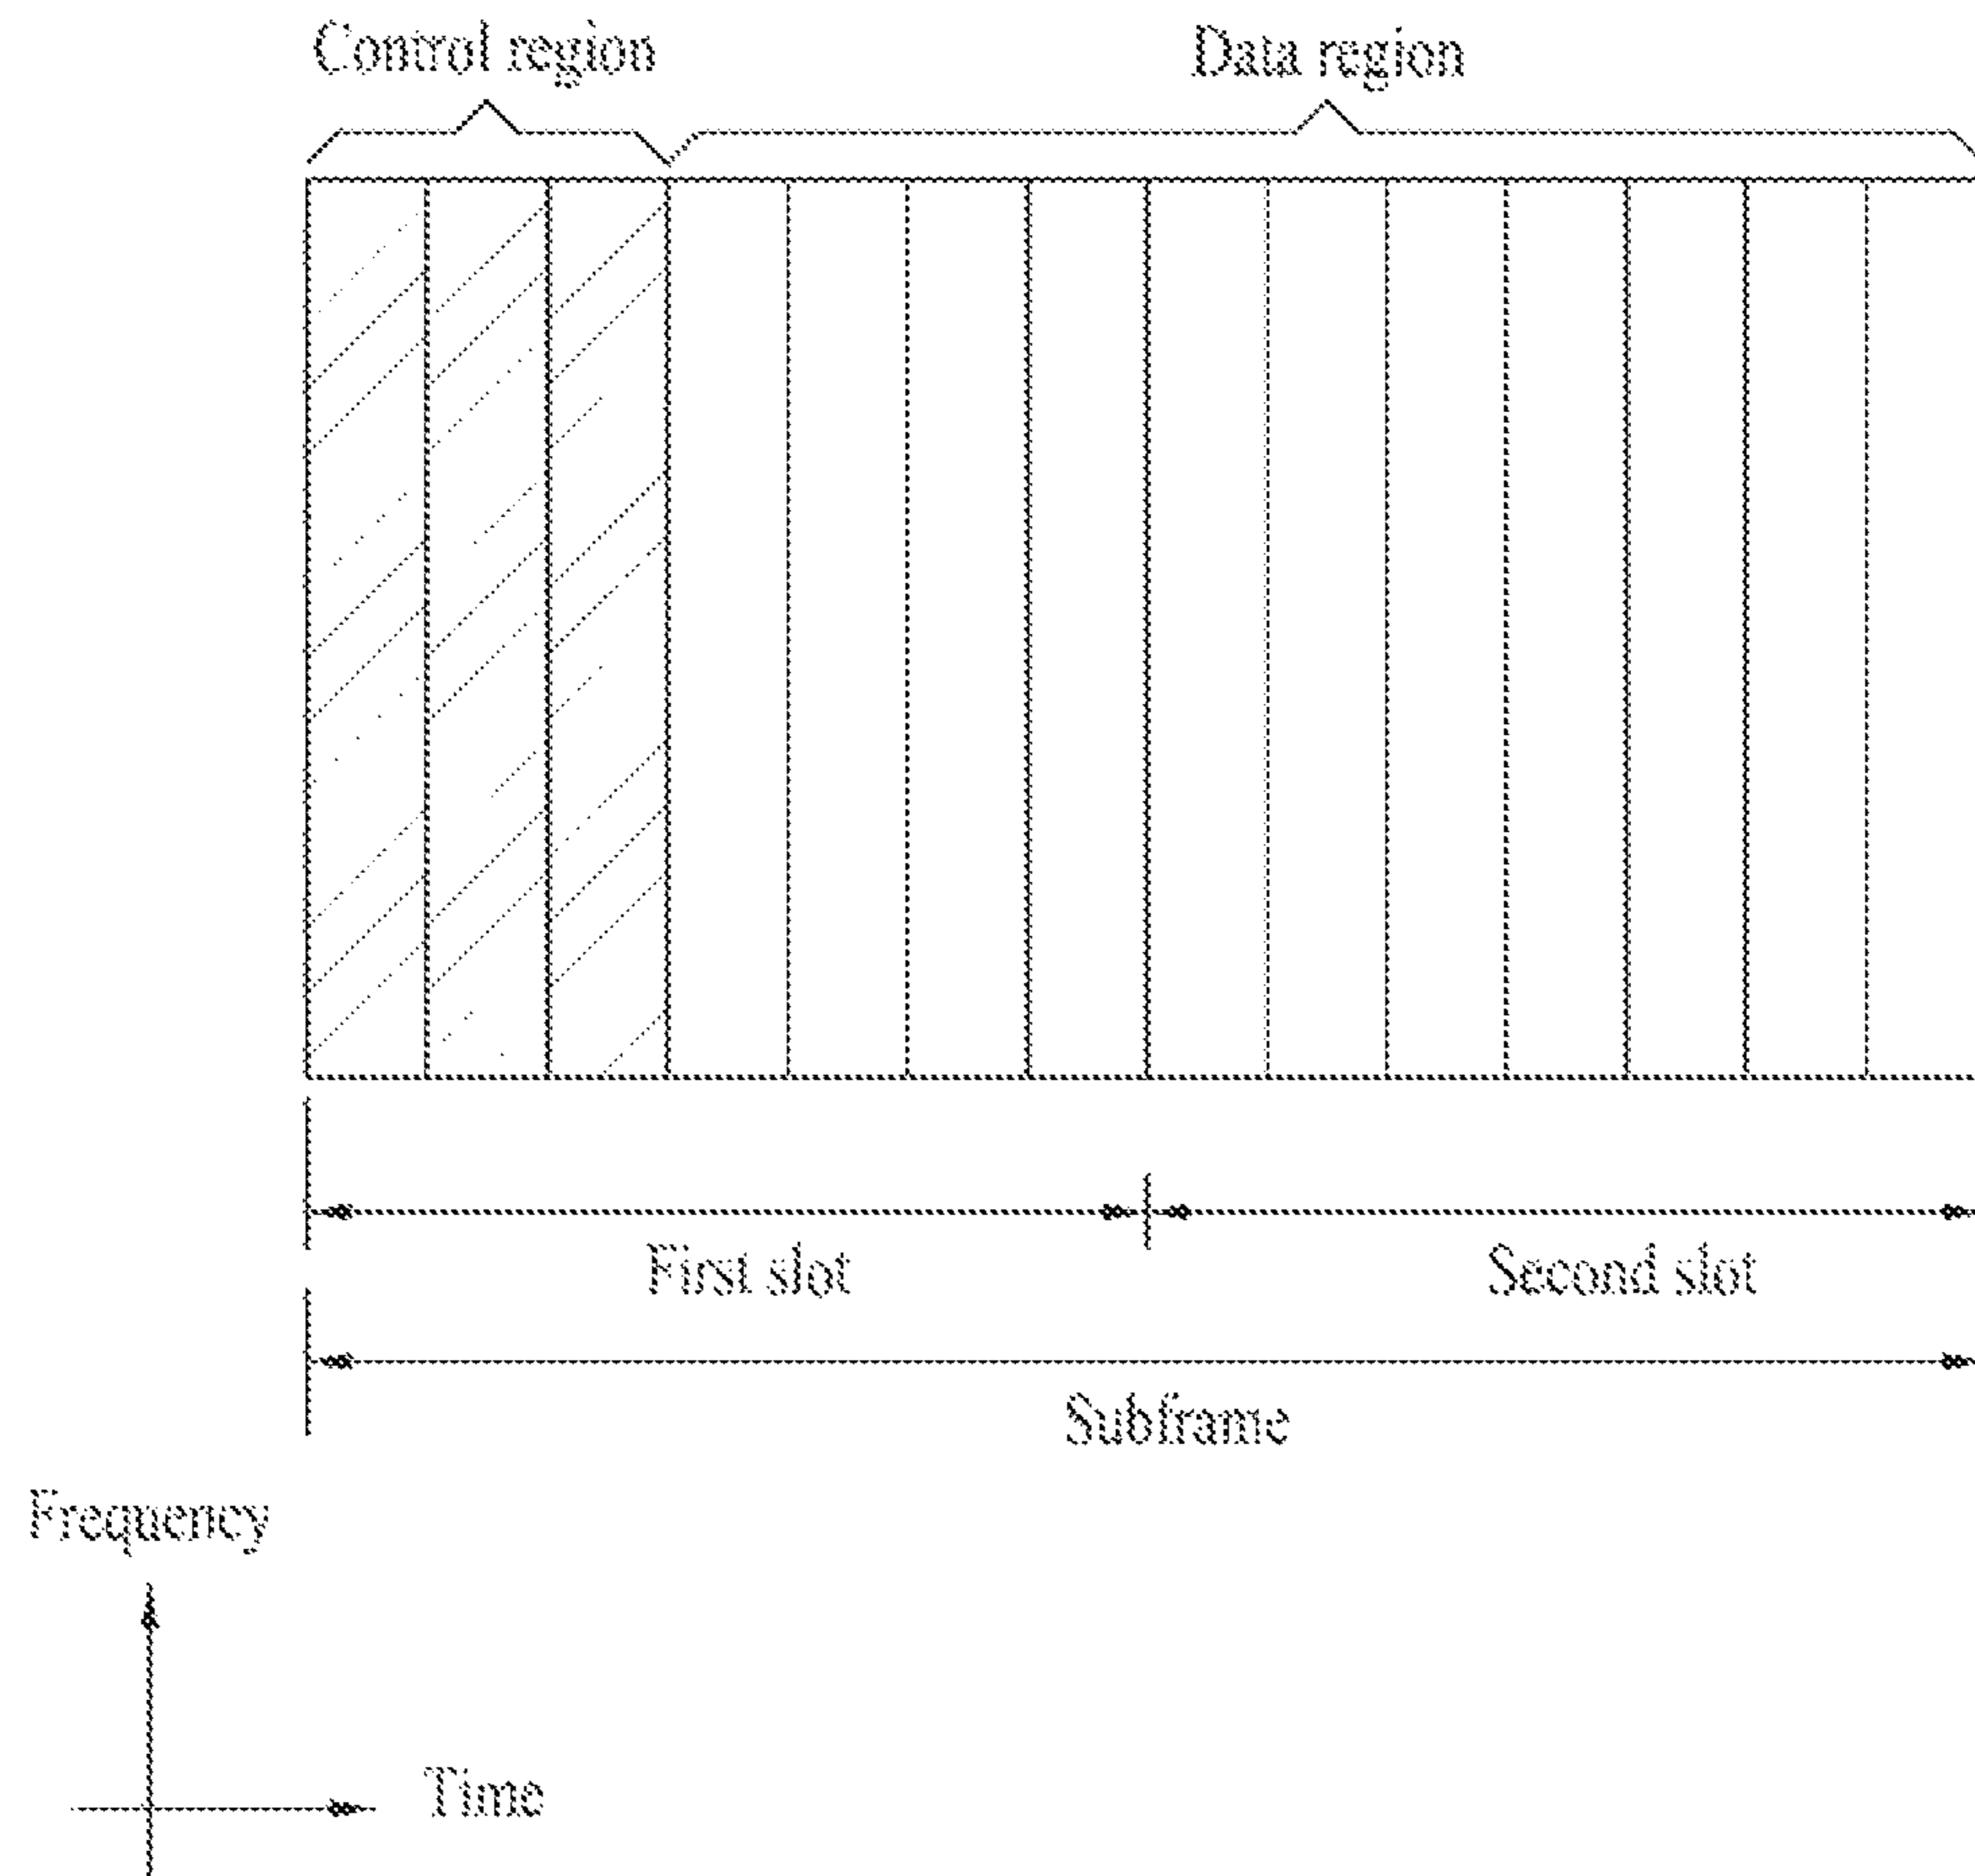 Control region
Data region
First slot
Second slot
Subframe
Frequency
Time